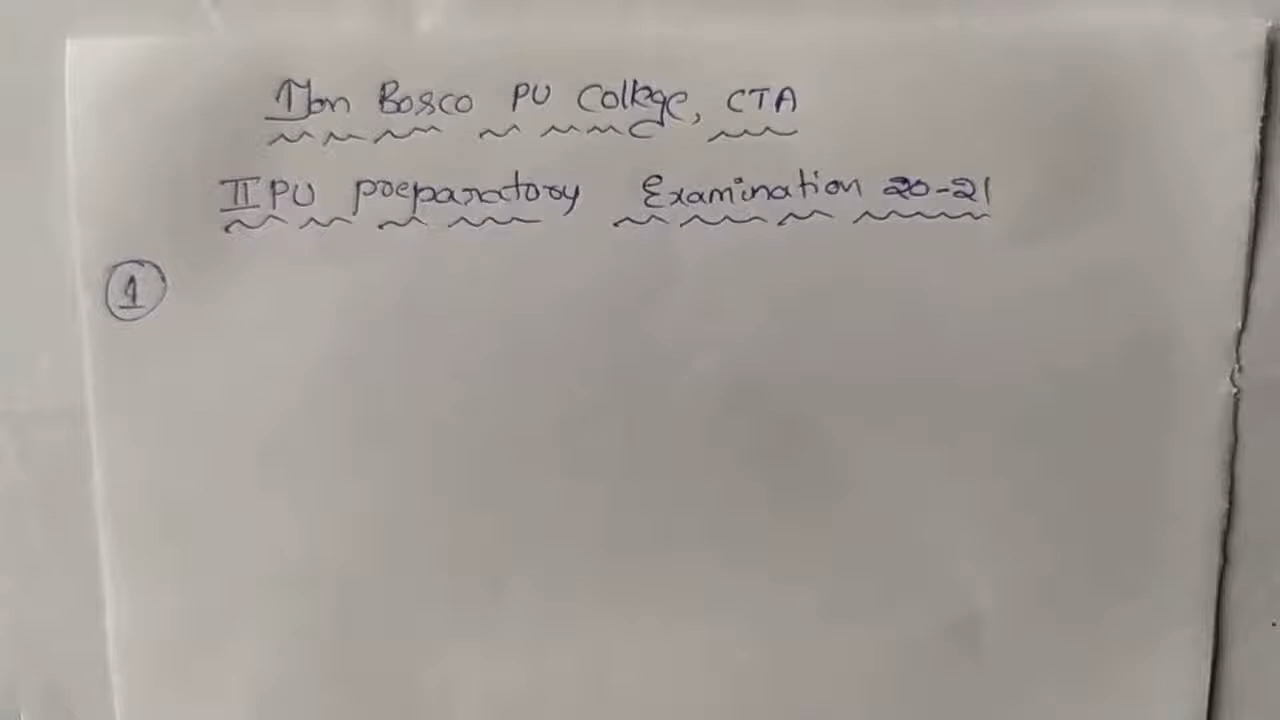 Don Bosco PU College, CTA
II PU preparatory Examination 20-21
1